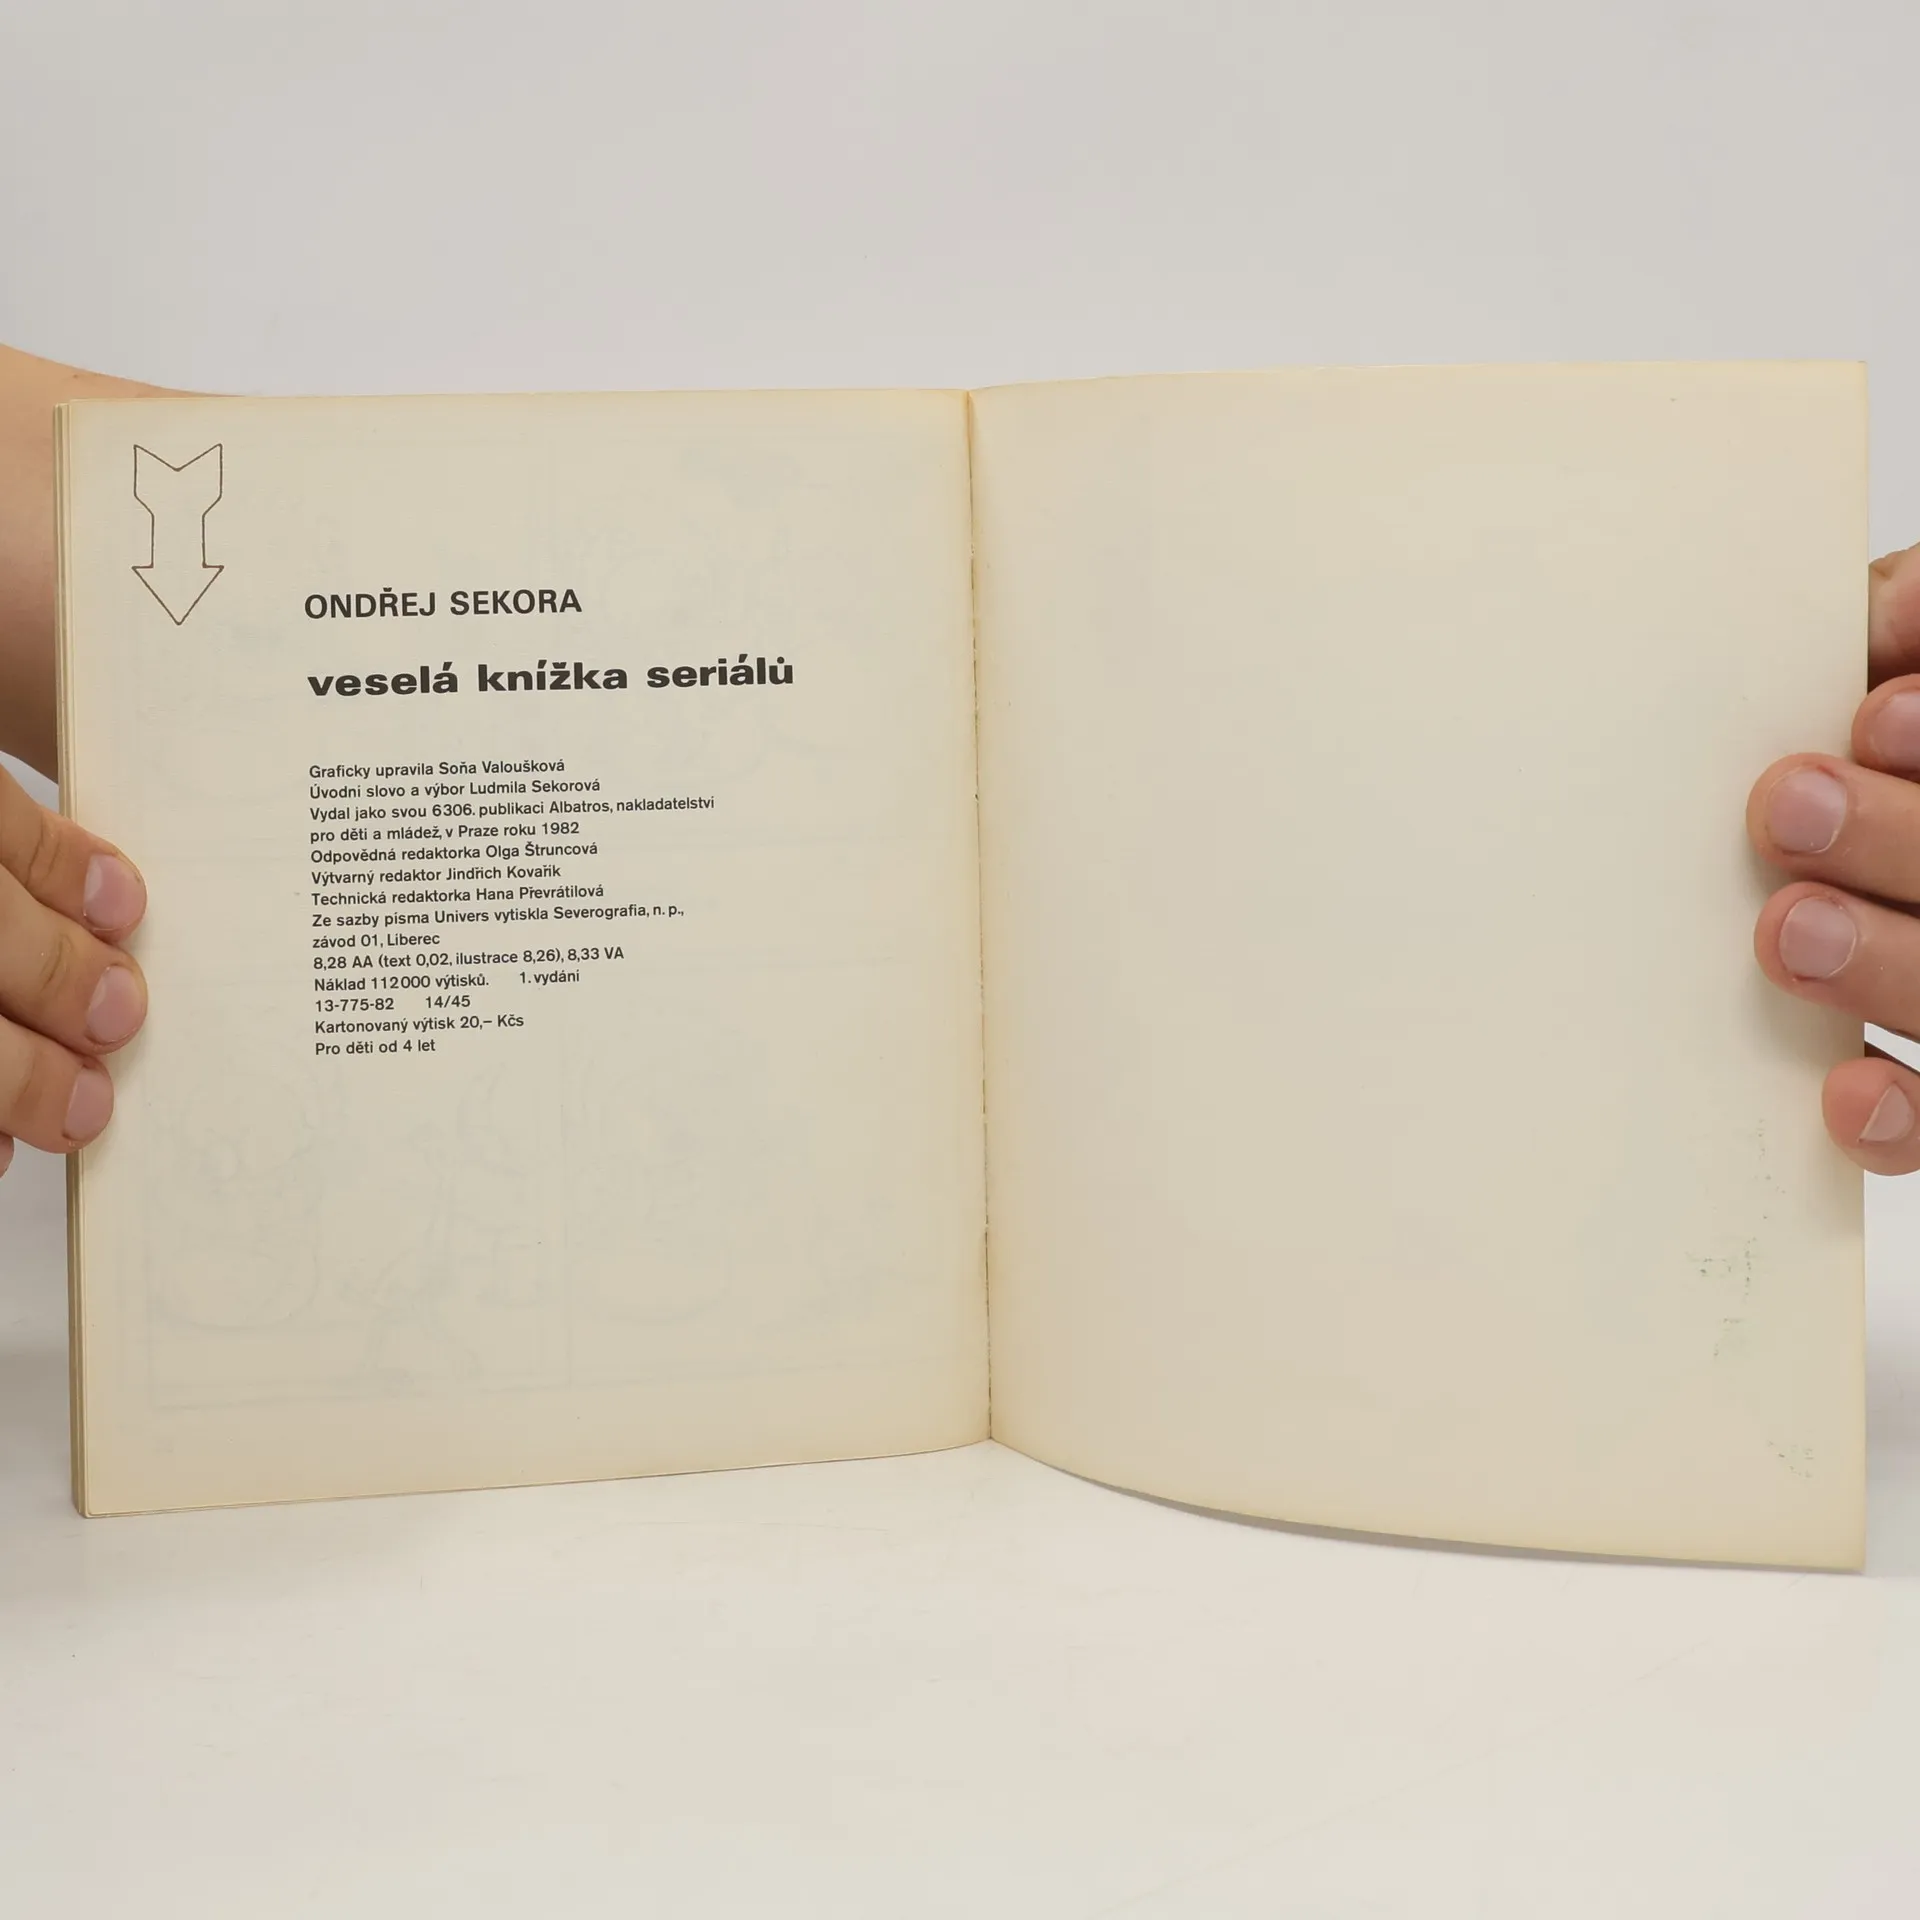 ONDŘEJ SEKORA
veselá knížka seriálů
Graficky upravila Soňa Valoušková
Úvodní slovo a výbor Ludmila Sekorová
Vydal jako svou 6306. publikaci Albatros, nakladatelství
pro děti a mládež, v Praze roku 1982
Odpovědná redaktorka Olga Štruncová
Výtvarný redaktor Jindřich Kovařík
Technická redaktorka Hana Převrátilová
Ze sazby písma Univers vytiskla Severografia, n. p.,
závod 01, Liberec
8,28 AA (text 0,02, ilustrace 8,26), 8,33 VA
Náklad 112 000 výtisků. 1. vydání
13-775-82 14/45
Kartonovaný výtisk 20,– Kčs
Pro děti od 4 let